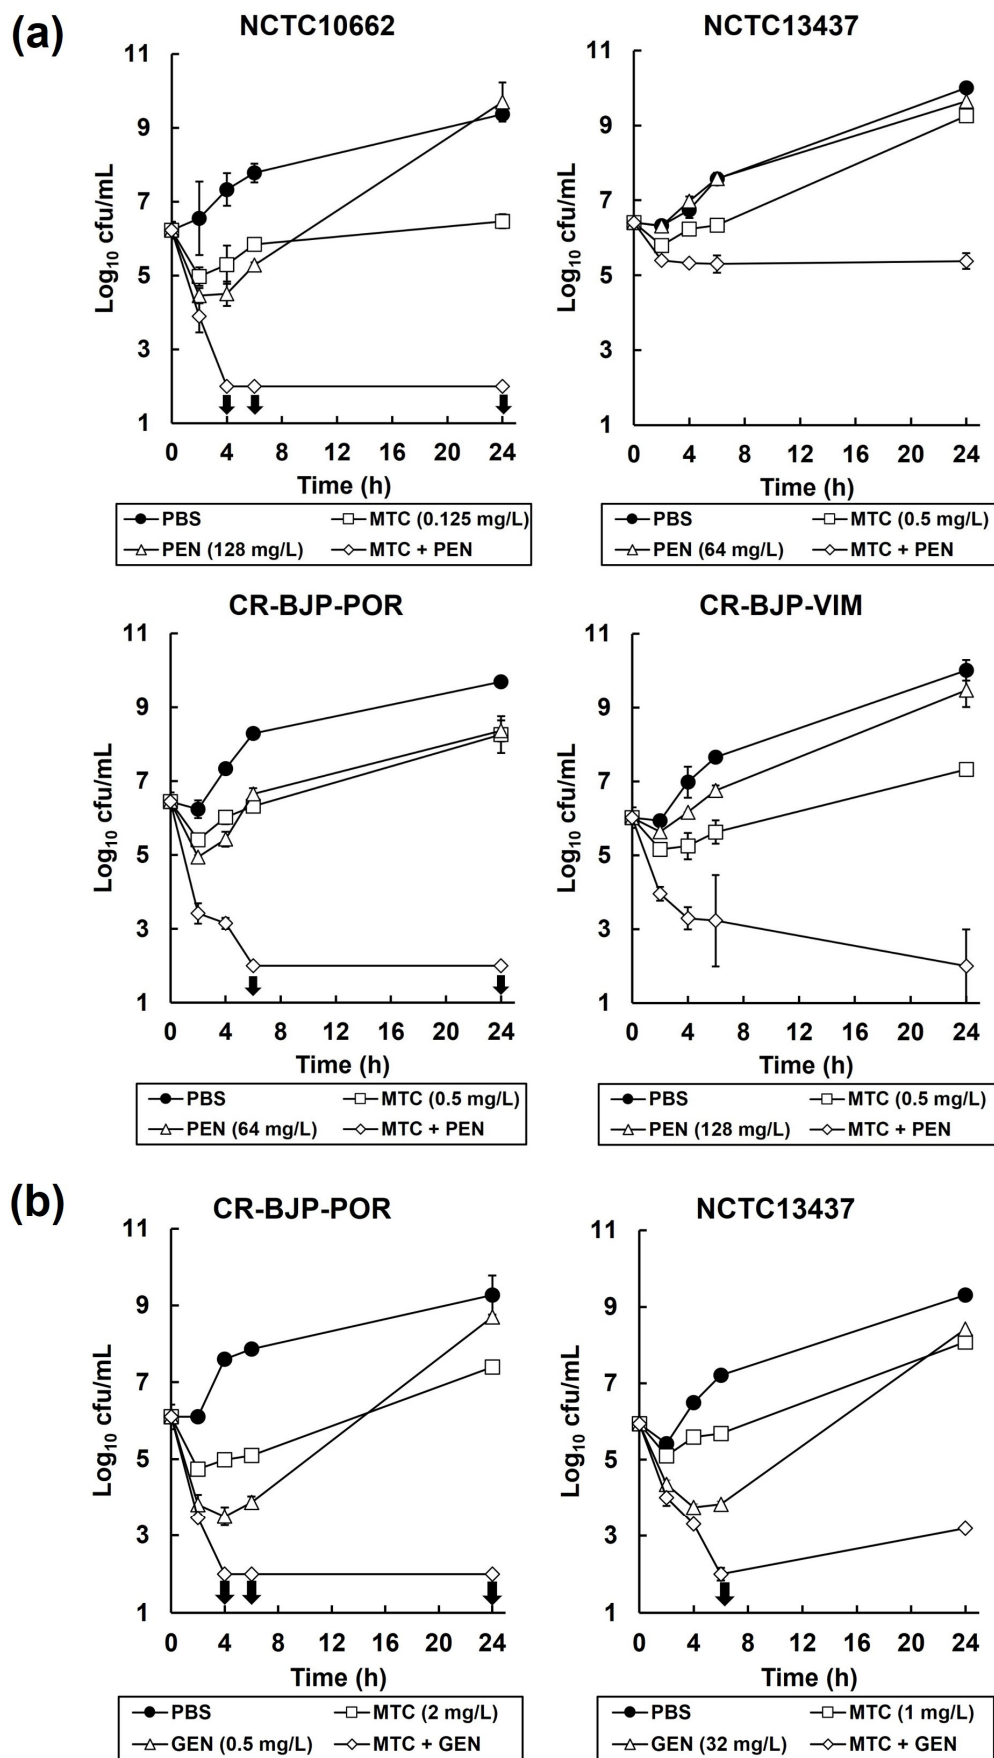 (a)
NCTC10662
11
9
7
5
3
1
Log10 cfu/mL
0 4 8 12 16 20 24
Time (h)
PBS MTC (0.125 mg/L)
PEN (128 mg/L) MTC + PEN
NCTC13437
11
9
7
5
3
1
Log10 cfu/mL
0 4 8 12 16 20 24
Time (h)
PBS MTC (0.5 mg/L)
PEN (64 mg/L) MTC + PEN
CR-BJP-POR
11
9
7
5
3
1
Log10 cfu/mL
0 4 8 12 16 20 24
Time (h)
PBS MTC (0.5 mg/L)
PEN (64 mg/L) MTC + PEN
CR-BJP-VIM
11
9
7
5
3
1
Log10 cfu/mL
0 4 8 12 16 20 24
Time (h)
PBS MTC (0.5 mg/L)
PEN (128 mg/L) MTC + PEN
(b)
CR-BJP-POR
11
9
7
5
3
1
Log10 cfu/mL
0 4 8 12 16 20 24
Time (h)
PBS MTC (2 mg/L)
GEN (0.5 mg/L) MTC + GEN
NCTC13437
11
9
7
5
3
1
Log10 cfu/mL
0 4 8 12 16 20 24
Time (h)
PBS MTC (1 mg/L)
GEN (32 mg/L) MTC + GEN